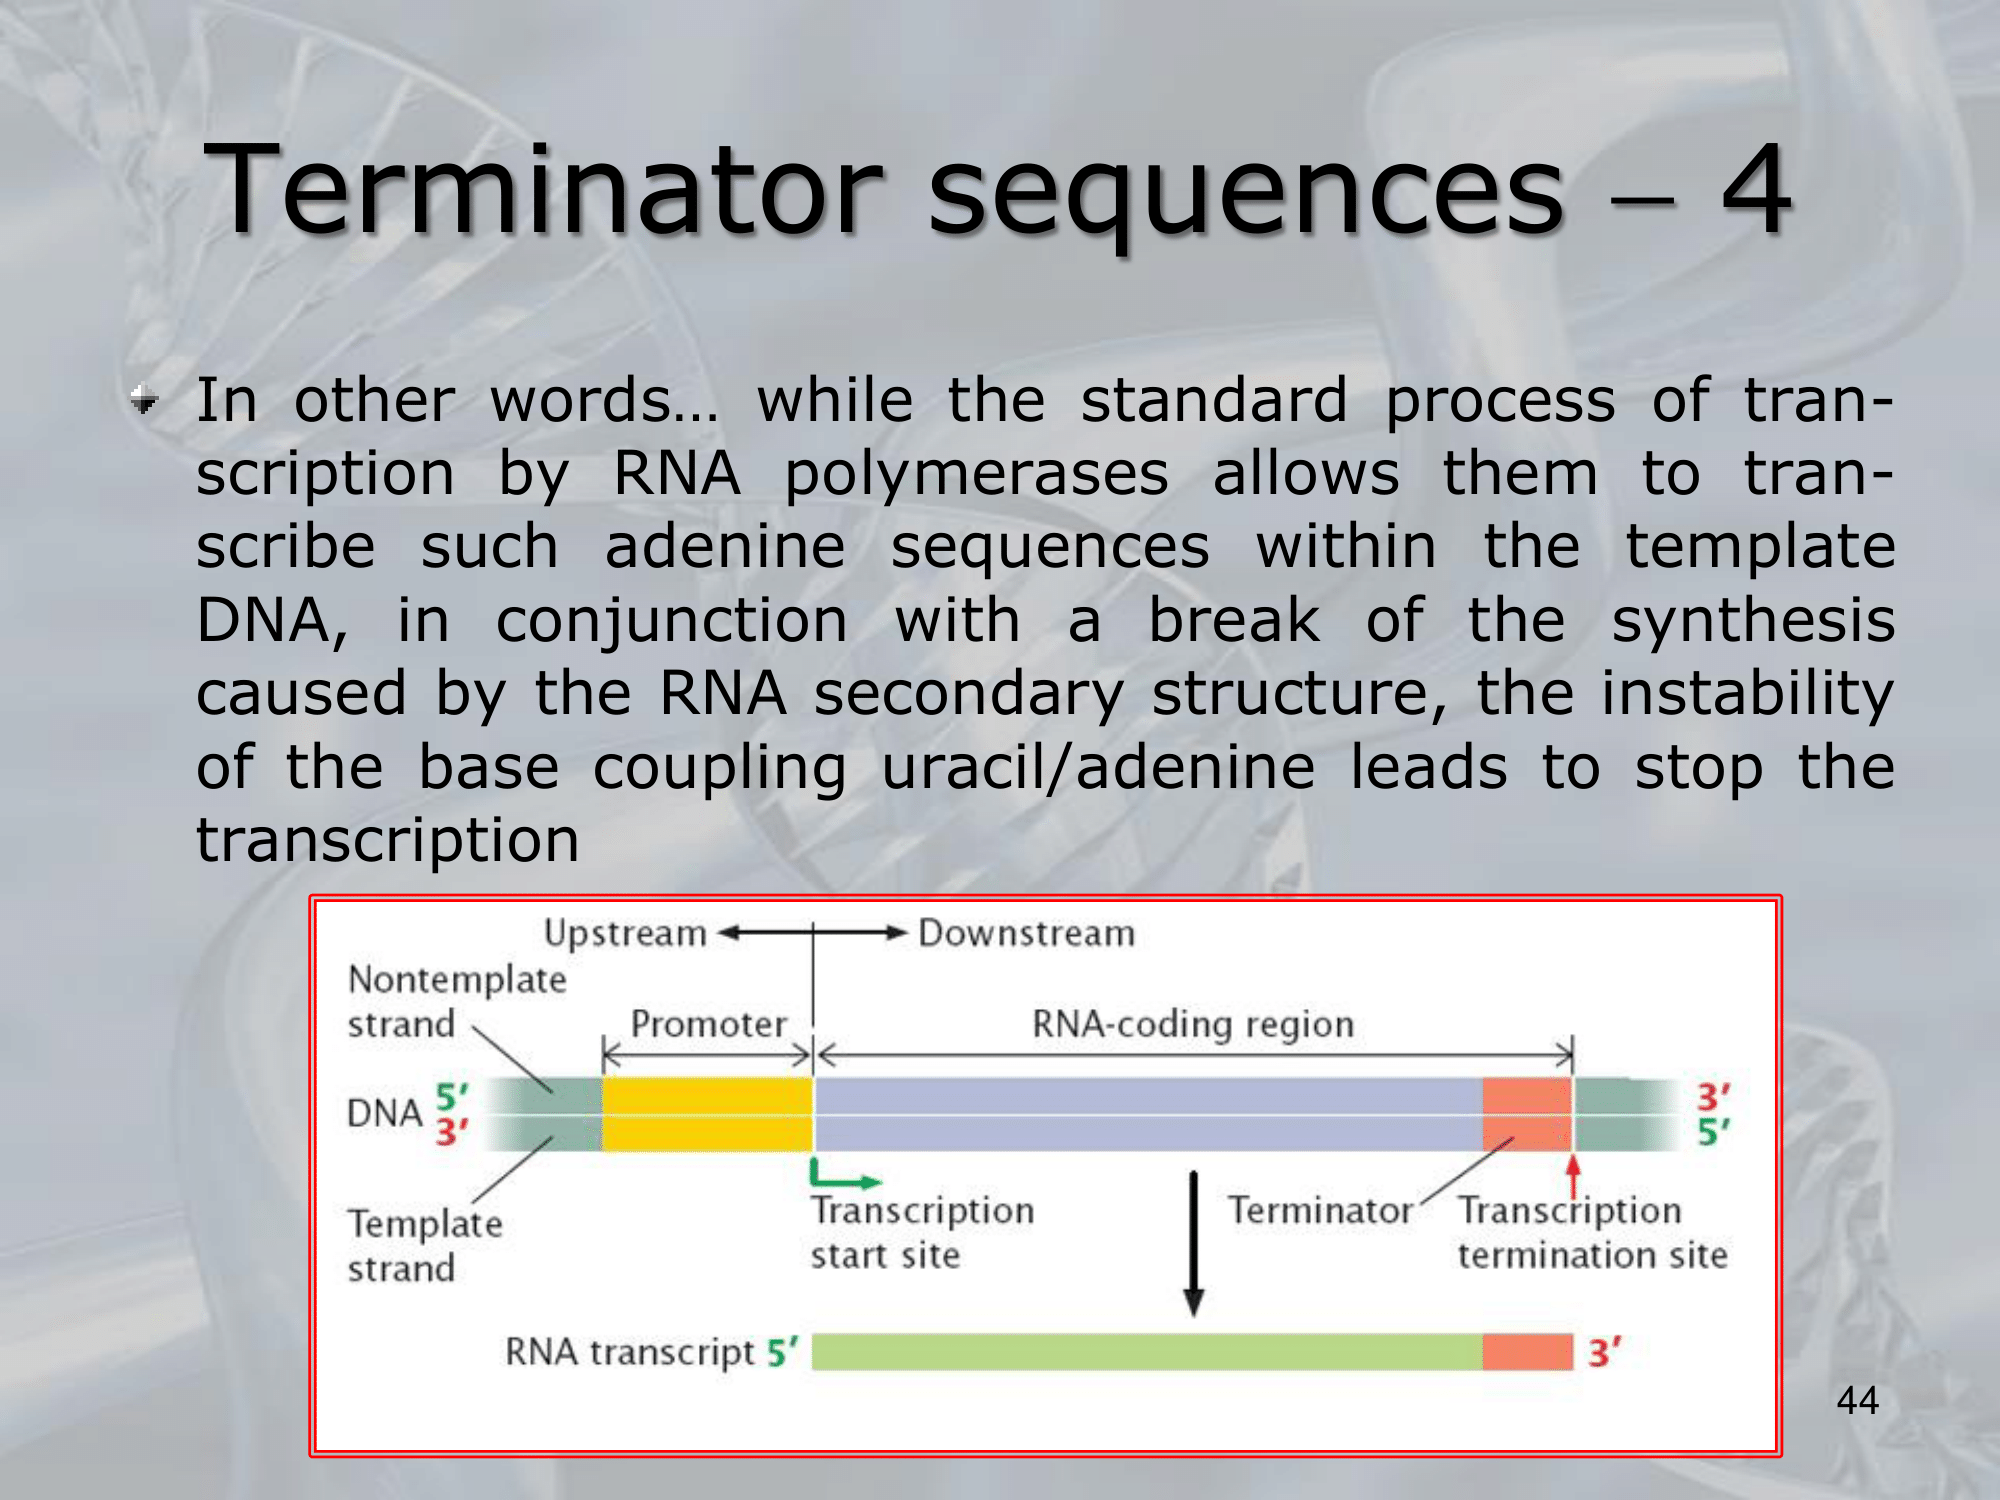 Terminator sequences – 4
In other words… while the standard process of tran-
scription by RNA polymerases allows them to tran-
scribe such adenine sequences within the template
DNA, in conjunction with a break of the synthesis
caused by the RNA secondary structure, the instability
of the base coupling uracil/adenine leads to stop the
transcription
Upstream Downstream
Nontemplate
strand
Promoter RNA-coding region
DNA 5′ 3′
3′ 5′
Template
strand
Transcription
start site
Terminator
Transcription
termination site
RNA transcript 5′ 3′
44